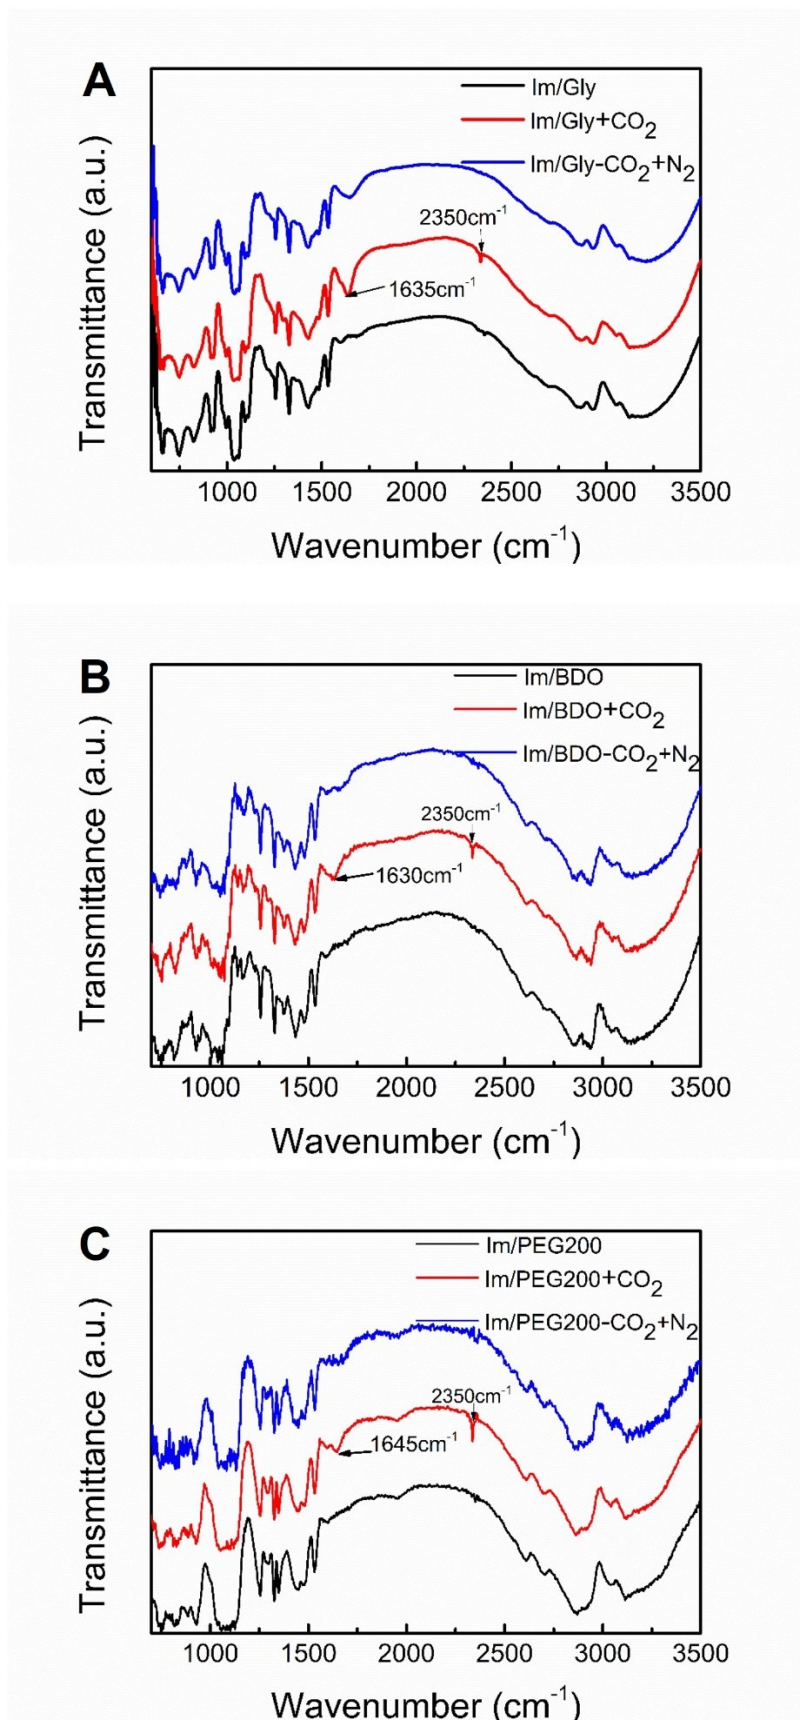 A
Im/Gly
Im/Gly+CO₂
Im/Gly-CO₂+N₂
2350cm⁻¹
1635cm⁻¹
Transmittance (a.u.)
1000 1500 2000 2500 3000 3500
Wavenumber (cm⁻¹)
B
Im/BDO
Im/BDO+CO₂
Im/BDO-CO₂+N₂
2350cm⁻¹
1630cm⁻¹
Transmittance (a.u.)
1000 1500 2000 2500 3000 3500
Wavenumber (cm⁻¹)
C
Im/PEG200
Im/PEG200+CO₂
Im/PEG200-CO₂+N₂
2350cm⁻¹
1645cm⁻¹
Transmittance (a.u.)
1000 1500 2000 2500 3000 3500
Wavenumber (cm⁻¹)